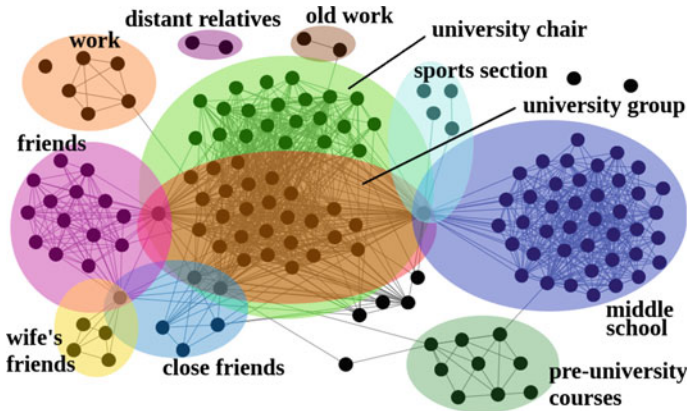 distant relatives
old work
work
university chair
sports section
university group
friends
middle
school
wife's
friends
close friends
pre-university
courses